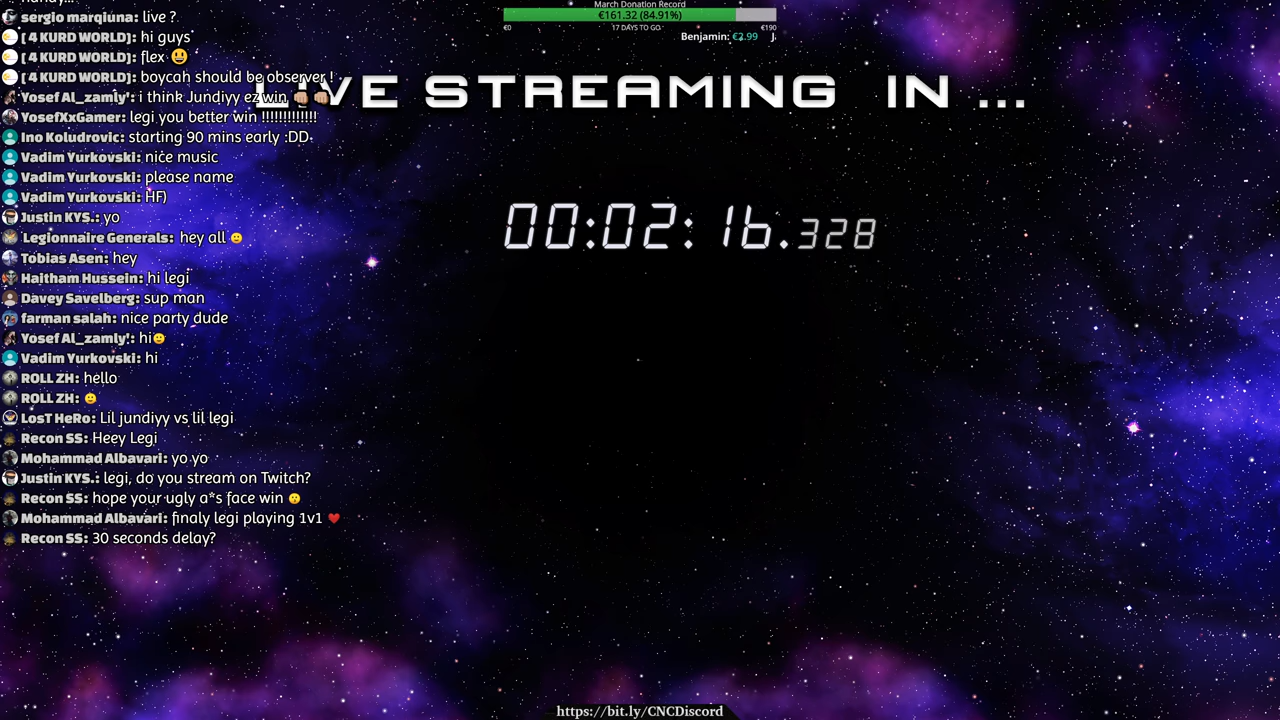 sergio marqiuna: live ?
[ 4 KURD WORLD]: hi guys
[ 4 KURD WORLD]: flex 😃
[ 4 KURD WORLD]: boycah should be observer !
Yosef Al_zamly': i think Jundiyy ez win 👊🏼 👊🏼
YosefXxGamer: legi you better win !!!!!!!!!!!!!
Ino Koludrovic: starting 90 mins early :DD
Vadim Yurkovski: nice music
Vadim Yurkovski: please name
Vadim Yurkovski: HF)
Justin KYS.: yo
Legionnaire Generals: hey all 🙂
Tobias Asen: hey
Haitham Hussein: hi legi
Davey Savelberg: sup man
farman salah: nice party dude
Yosef Al_zamly': hi🙂
Vadim Yurkovski: hi
ROLL ZH: hello
ROLL ZH: 🙂
LosT HeRo: Lil jundiyy vs lil legi
Recon SS: Heey Legi
Mohammad Albavari: yo yo
Justin KYS.: legi, do you stream on Twitch?
Recon SS: hope your ugly a*s face win 😗
Mohammad Albavari: finaly legi playing 1v1 ❤
Recon SS: 30 seconds delay?
March Donation Record
€161.32 (84.91%)
€0 17 DAYS TO GO €190
Benjamin: €2.99 J.
LIVE STREAMING IN ...
00:02:16.328
https://bit.ly/CNCDiscord